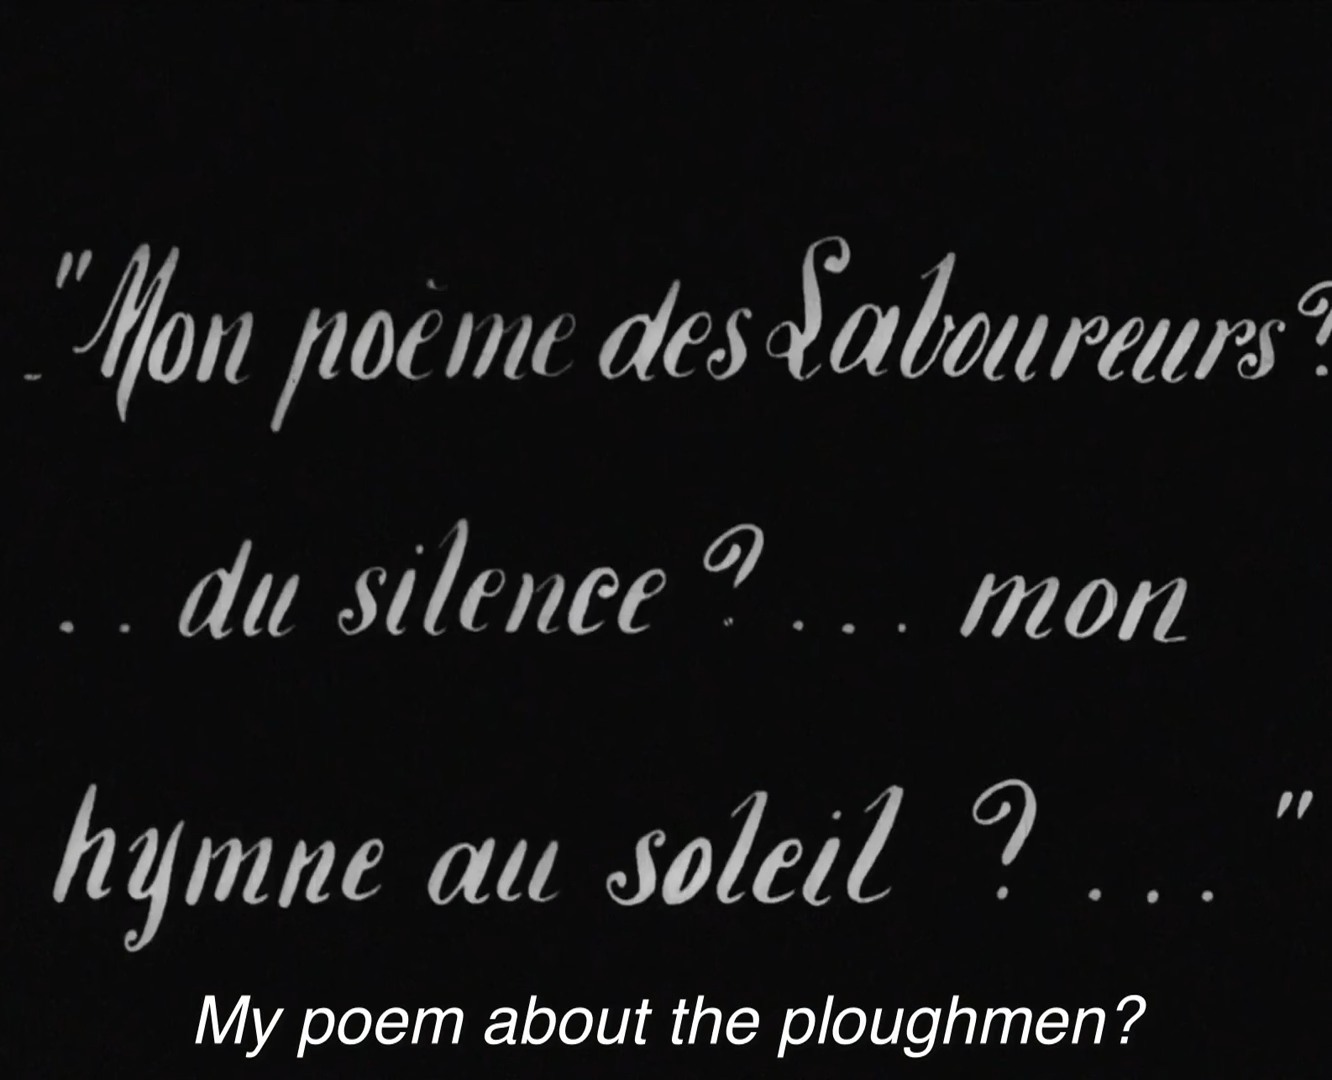 - "Mon poème des Laboureurs?
.. du silence ?... mon
hymne au soleil ?..."
My poem about the ploughmen?